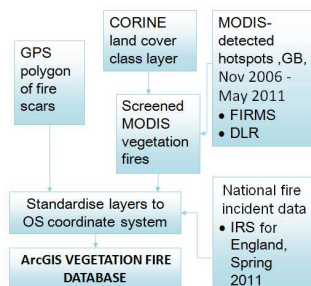 GPS
polygon
of fire
scars
CORINE
land cover
class layer
MODIS-
detected
hotspots ,GB,
Nov 2006 -
May 2011
• FIRMS
• DLR
Screened
MODIS
vegetation
fires
Standardise layers to
OS coordinate system
National fire
incident data
• IRS for
England,
Spring
2011
ArcGIS VEGETATION FIRE
DATABASE